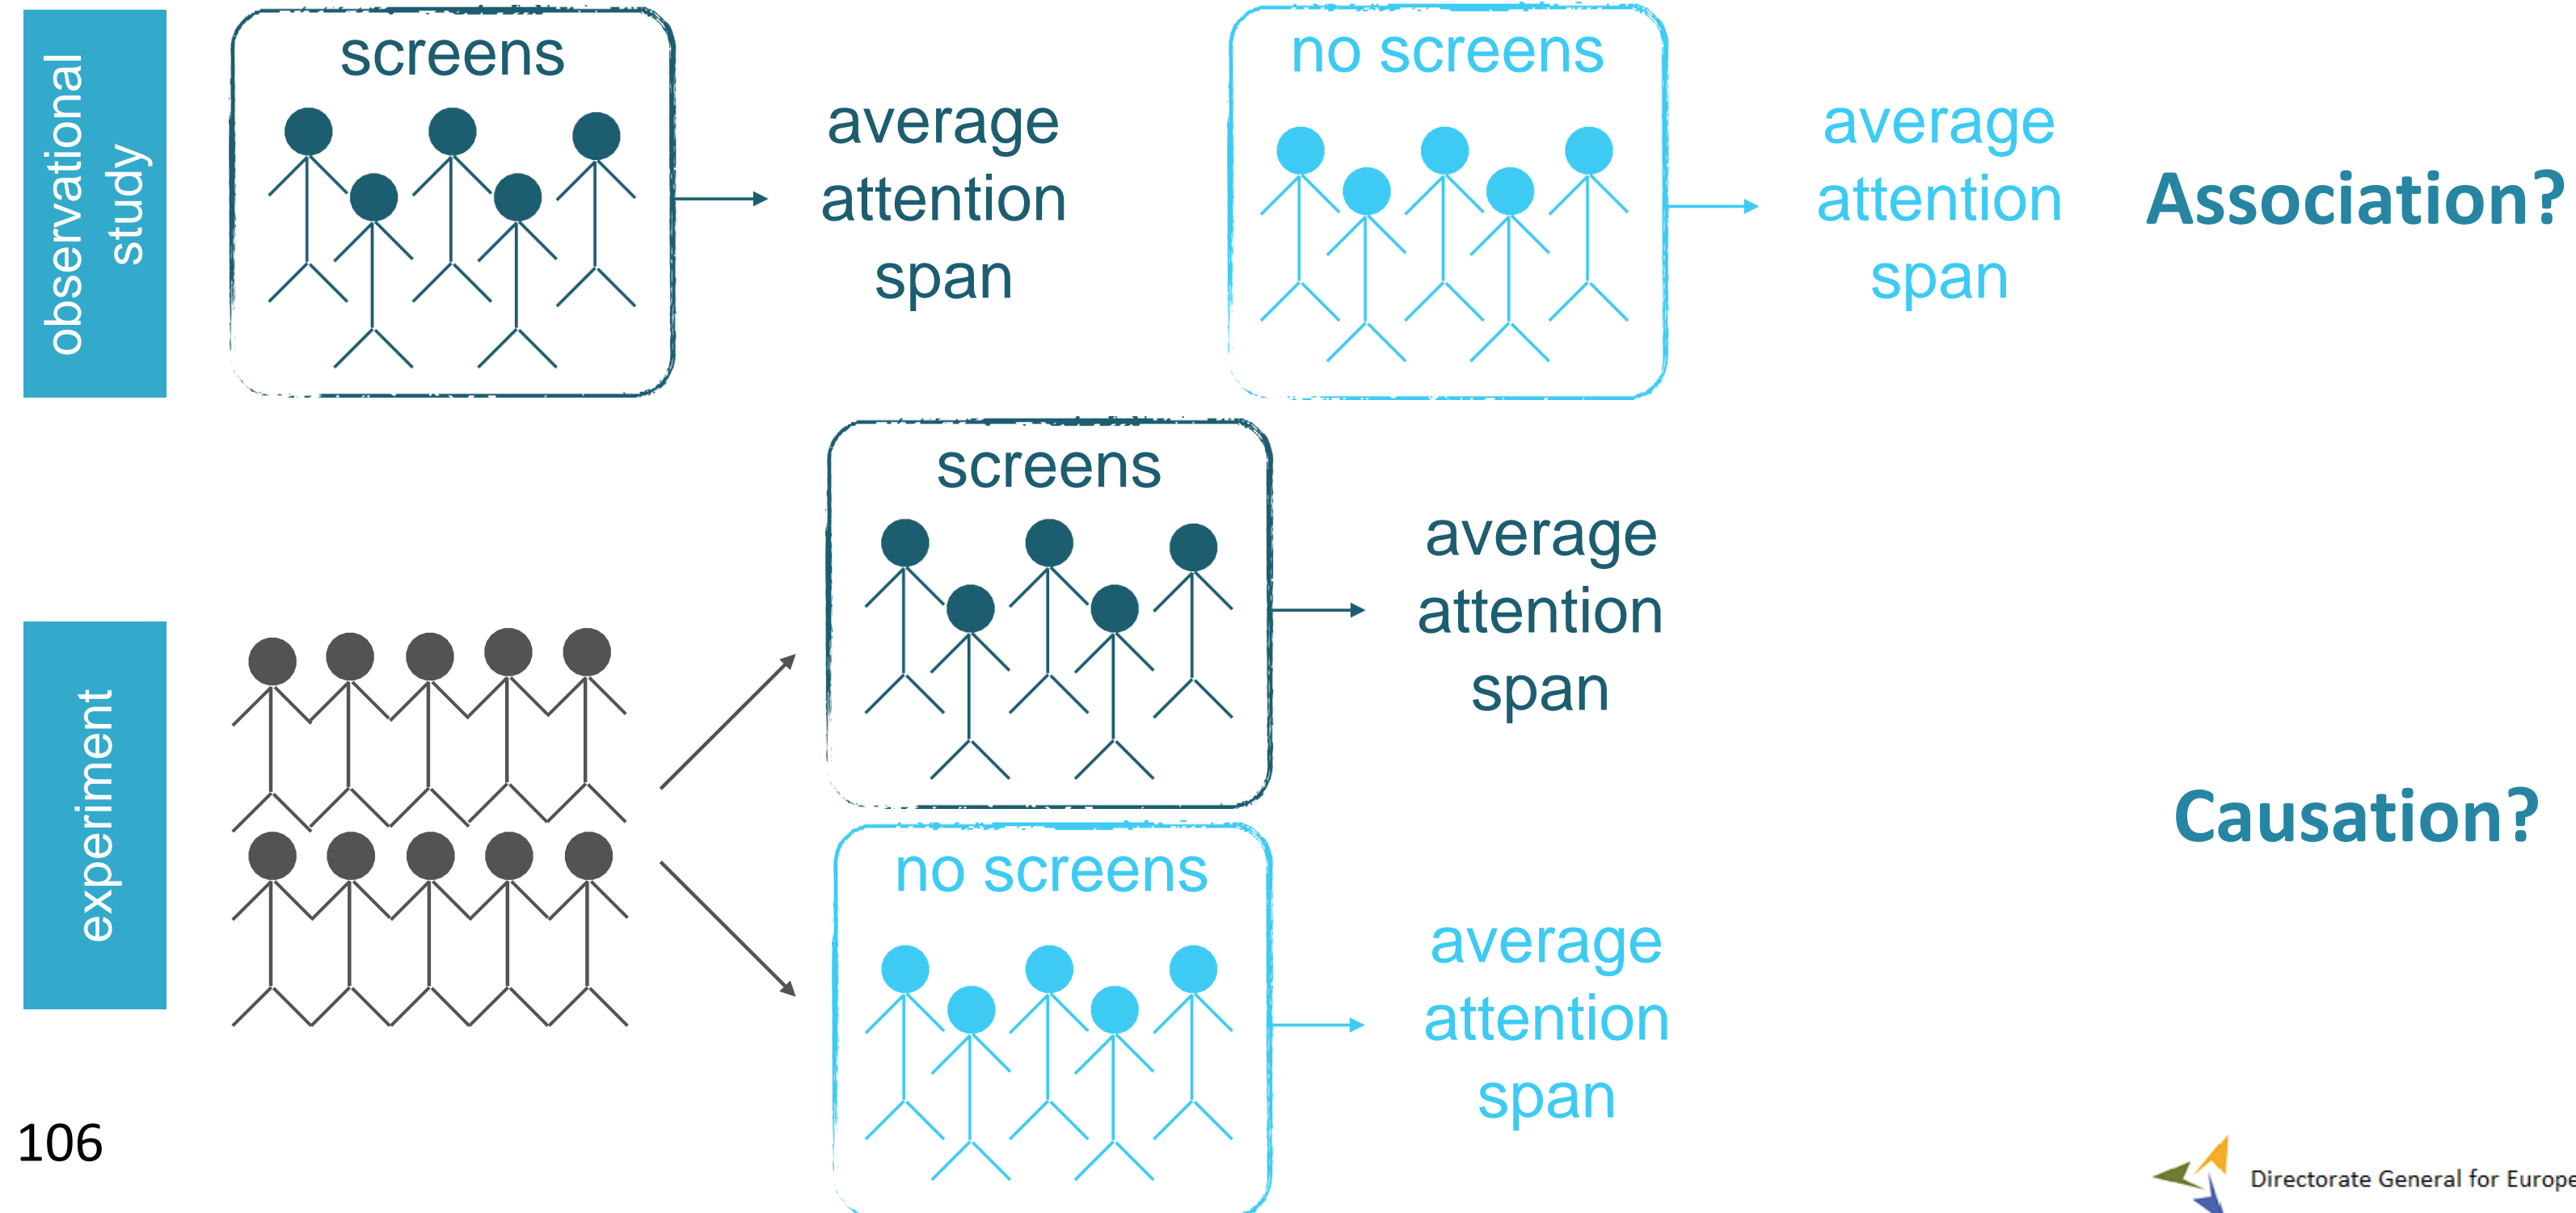 observational
study
screens
average
attention
span
no screens
average
attention
span
Association?
experiment
screens
average
attention
span
no screens
average
attention
span
Causation?
106
Directorate General for Europe